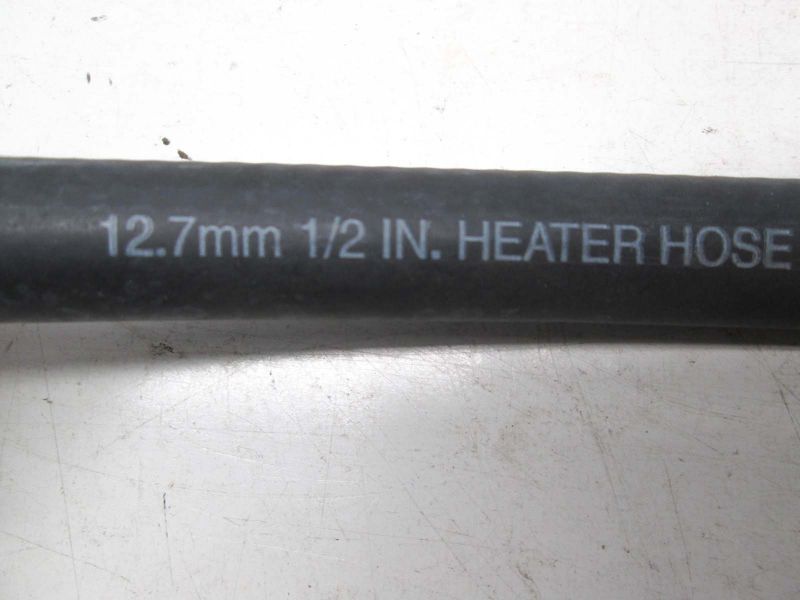 12.7mm 1/2 IN. HEATER HOSE